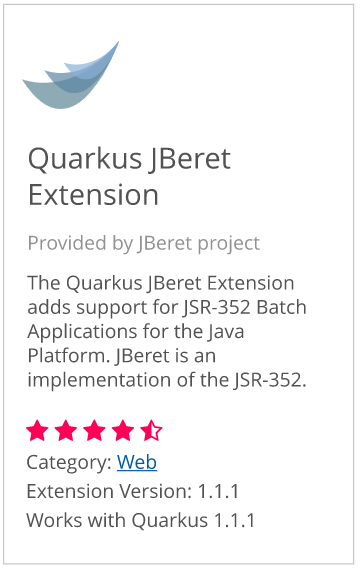 Quarkus JBeret
Extension
Provided by JBeret project
The Quarkus JBeret Extension
adds support for JSR-352 Batch
Applications for the Java
Platform. JBeret is an
implementation of the JSR-352.
Category: Web
Extension Version: 1.1.1
Works with Quarkus 1.1.1